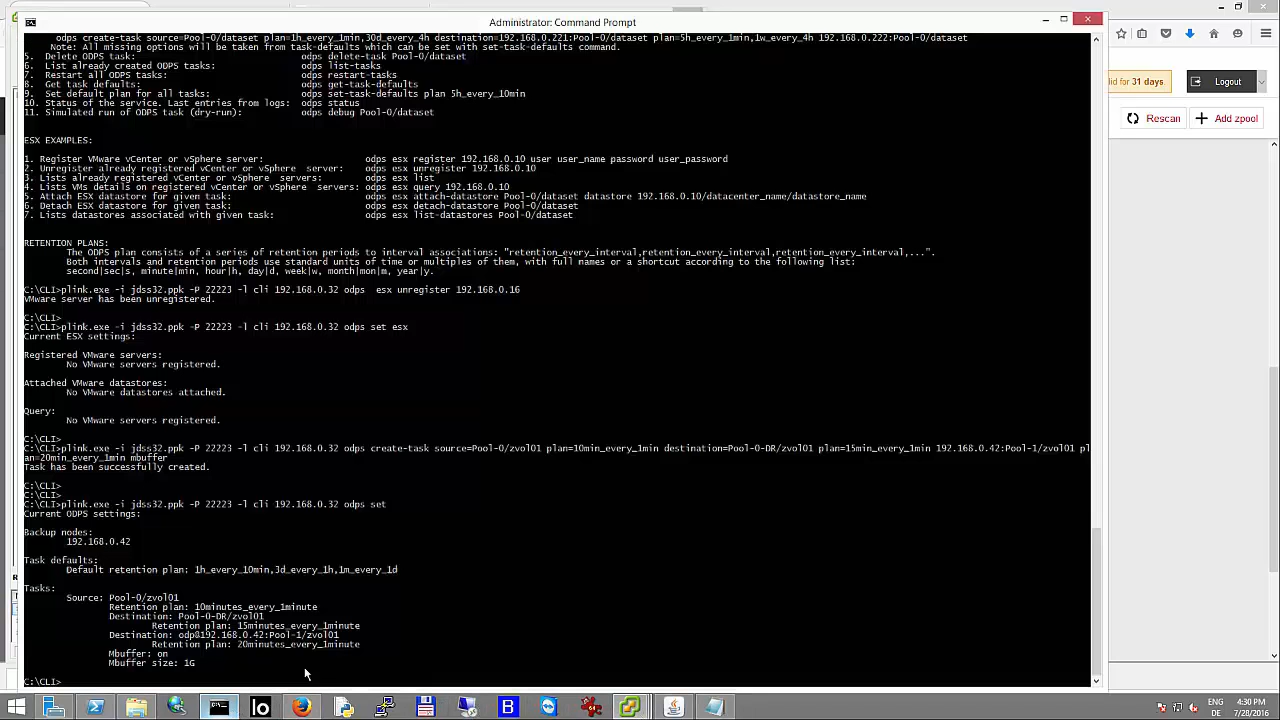 Administrator: Command Prompt
odps create-task source=Pool-0/zvol01 plan=1h_every_1min,30d_every_4h destination=192.168.0.222:Pool-0/dataset plan=5h_every_1min,1w_every_4h 192.168.0.222:Pool-0/dataset
Note: All missing options will be taken from task-defaults which can be set with set-task-defaults command.
5. Delete ODPS task: odps delete-task Pool-0/dataset
6. List already created ODPS tasks: odps list-tasks
7. Restart all ODPS tasks: odps restart-tasks
8. Get task defaults: odps get-task-defaults
9. Set default plan for all tasks: odps set-task-defaults plan 5h_every_10min
10. Status of the service. Last entries from logs: odps status
11. Simulated run of ODPS task (dry-run): odps debug Pool-0/dataset
ESX EXAMPLES:
1. Register VMware vCenter or vSphere server: odps esx register 192.168.0.10 user user_name password user_password
2. Unregister already registered vCenter or vSphere server: odps esx unregister 192.168.0.10
3. Lists already registered vCenter or vSphere servers: odps esx list
4. Lists VMs details on registered vCenter or vSphere servers: odps esx query 192.168.0.10
5. Attach ESX datastore for given task: odps esx attach-datastore Pool-0/dataset datastore 192.168.0.10/datacenter_name/datastore_name
6. Detach ESX datastore for given task: odps esx detach-datastore Pool-0/dataset
7. Lists datastores associated with given task: odps esx list-datastores Pool-0/dataset
RETENTION PLANS:
The ODPS plan consists of a series of retention periods to interval associations: "retention_every_interval,retention_every_interval,retention_every_interval,...".
Both intervals and retention periods use standard units of time or multiples of them, with full names or a shortcut according to the following list:
second|sec|s, minute|min, hour|h, day|d, week|w, month|mon|m, year|y.
C:\CLI>plink.exe -i jdss32.ppk -P 22223 -l cli 192.168.0.32 odps  esx unregister 192.168.0.16
VMware server has been unregistered.
C:\CLI>
C:\CLI>plink.exe -i jdss32.ppk -P 22223 -l cli 192.168.0.32 odps set esx
Current ESX settings:
Registered VMware servers:
No VMware servers registered.
Attached VMware datastores:
No VMware datastores attached.
Query:
No VMware servers registered.
C:\CLI>
C:\CLI>plink.exe -i jdss32.ppk -P 22223 -l cli 192.168.0.32 odps create-task source=Pool-0/zvol01 plan=10min_every_1min destination=Pool-0-DR/zvol01 plan=15min_every_1min 192.168.0.42:Pool-1/zvol01 pl
an=20min_every_1min mbuffer
Task has been successfully created.
C:\CLI>
C:\CLI>
C:\CLI>plink.exe -i jdss32.ppk -P 22223 -l cli 192.168.0.32 odps set
Current ODPS settings:
Backup nodes:
192.168.0.42
Task defaults:
Default retention plan: 1h_every_10min,3d_every_1h,1m_every_1d
Tasks:
Source: Pool-0/zvol01
Retention plan: 10minutes_every_1minute
Destination: Pool-0-DR/zvol01
Retention plan: 15minutes_every_1minute
Destination: odp@192.168.0.42:Pool-1/zvol01
Retention plan: 20minutes_every_1minute
Mbuffer: on
Mbuffer size: 1G
C:\CLI>
lid for 31 days
Logout
Rescan
Add zpool
Io
B
ENG
DE
4:30 PM
7/28/2016